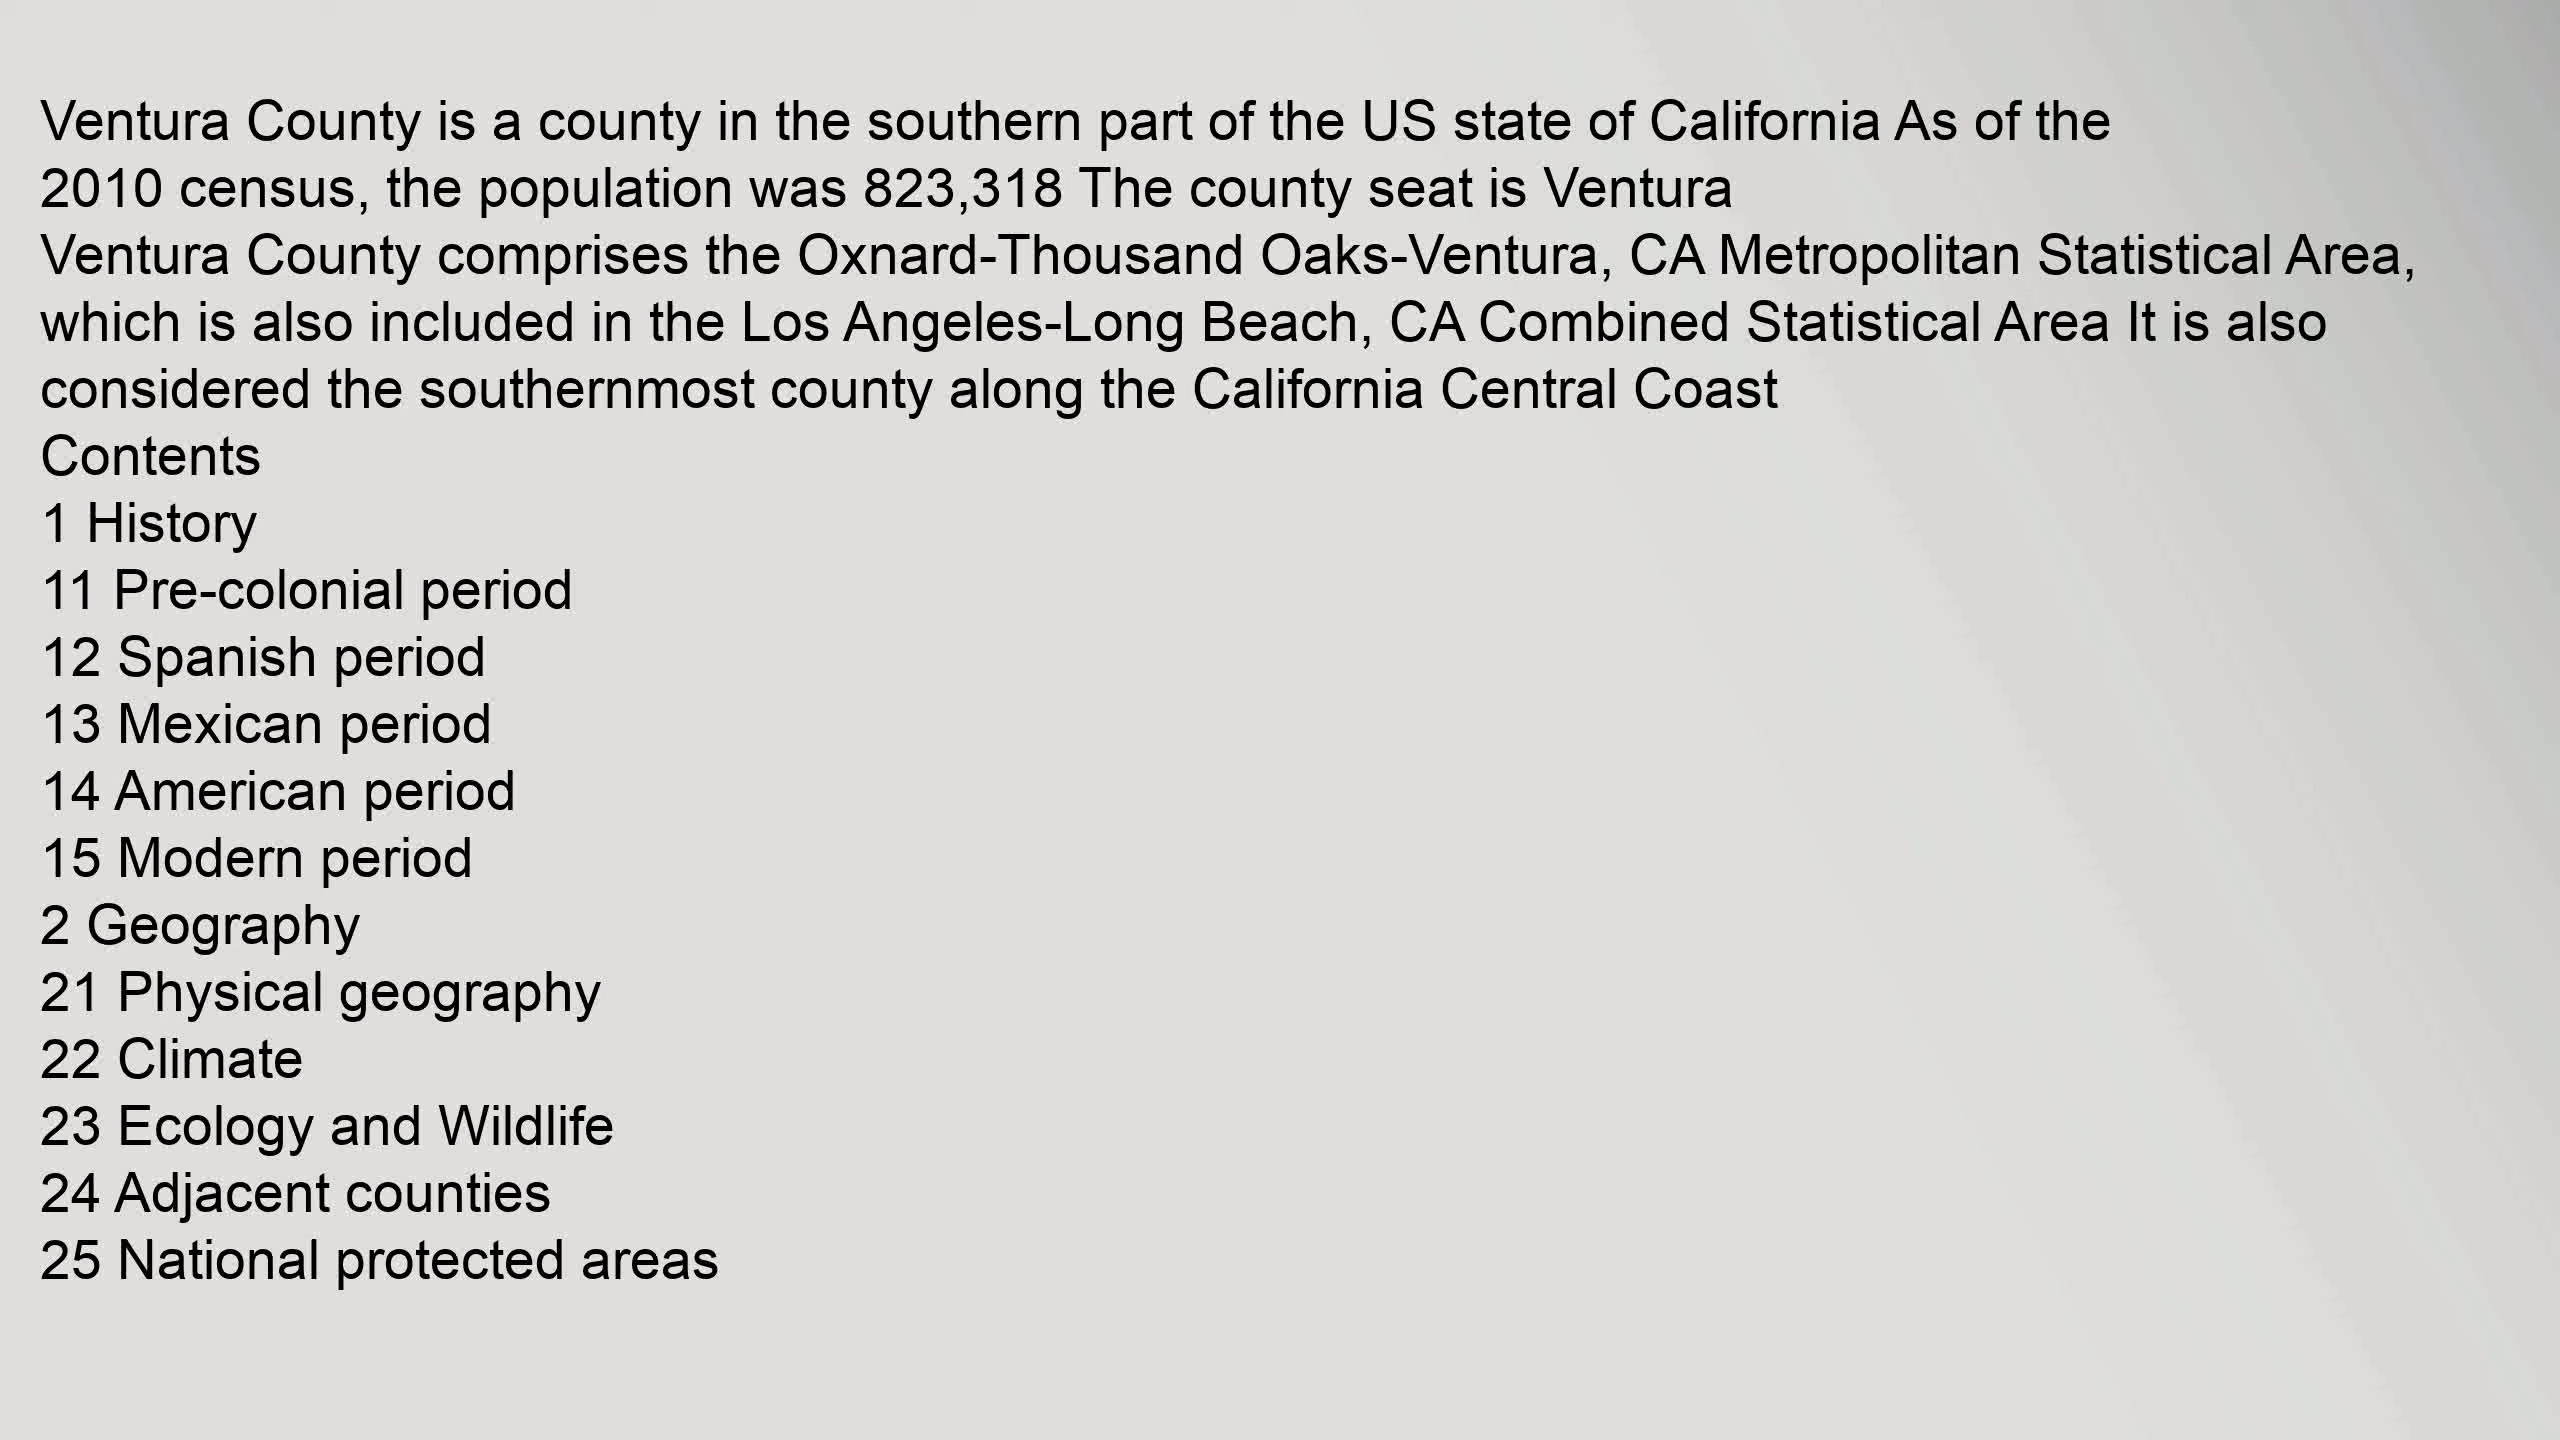 Ventura County is a county in the southern part of the US state of California As of the
2010 census, the population was 823,318 The county seat is Ventura
Ventura County comprises the Oxnard-Thousand Oaks-Ventura, CA Metropolitan Statistical Area,
which is also included in the Los Angeles-Long Beach, CA Combined Statistical Area It is also
considered the southernmost county along the California Central Coast
Contents
1 History
11 Pre-colonial period
12 Spanish period
13 Mexican period
14 American period
15 Modern period
2 Geography
21 Physical geography
22 Climate
23 Ecology and Wildlife
24 Adjacent counties
25 National protected areas